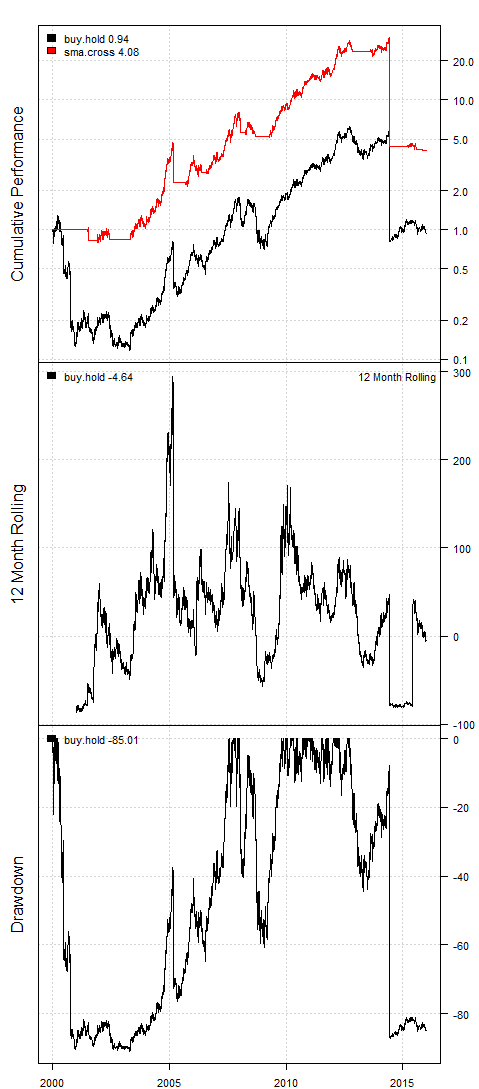 buy.hold 0.94
sma.cross 4.08
Cumulative Performance
20.0
10.0
5.0
2.0
1.0
0.5
0.2
0.1
buy.hold -4.64
12 Month Rolling
12 Month Rolling
300
200
100
0
-100
buy.hold -85.01
Drawdown
0
-20
-40
-60
-80
2000 2005 2010 2015